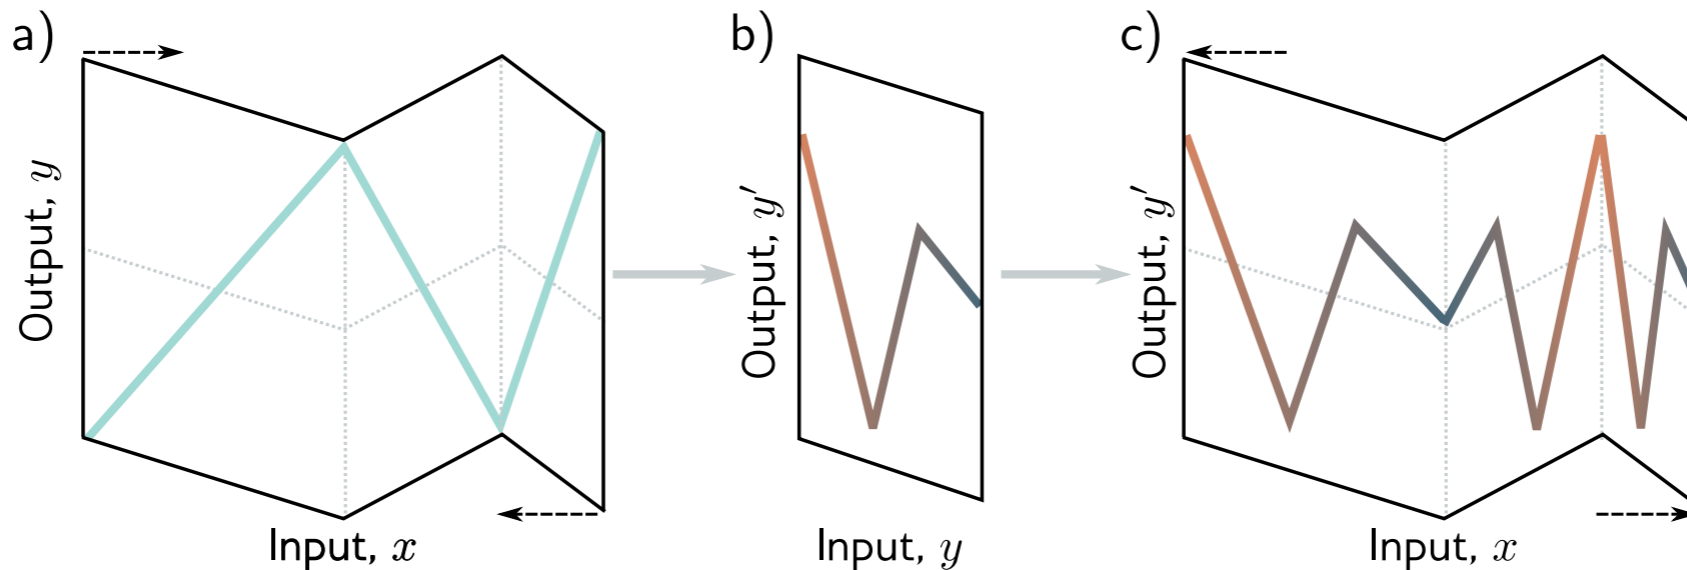 a)
Output, y
Input, x
b)
Output, y′
Input, y
c)
Output, y′
Input, x